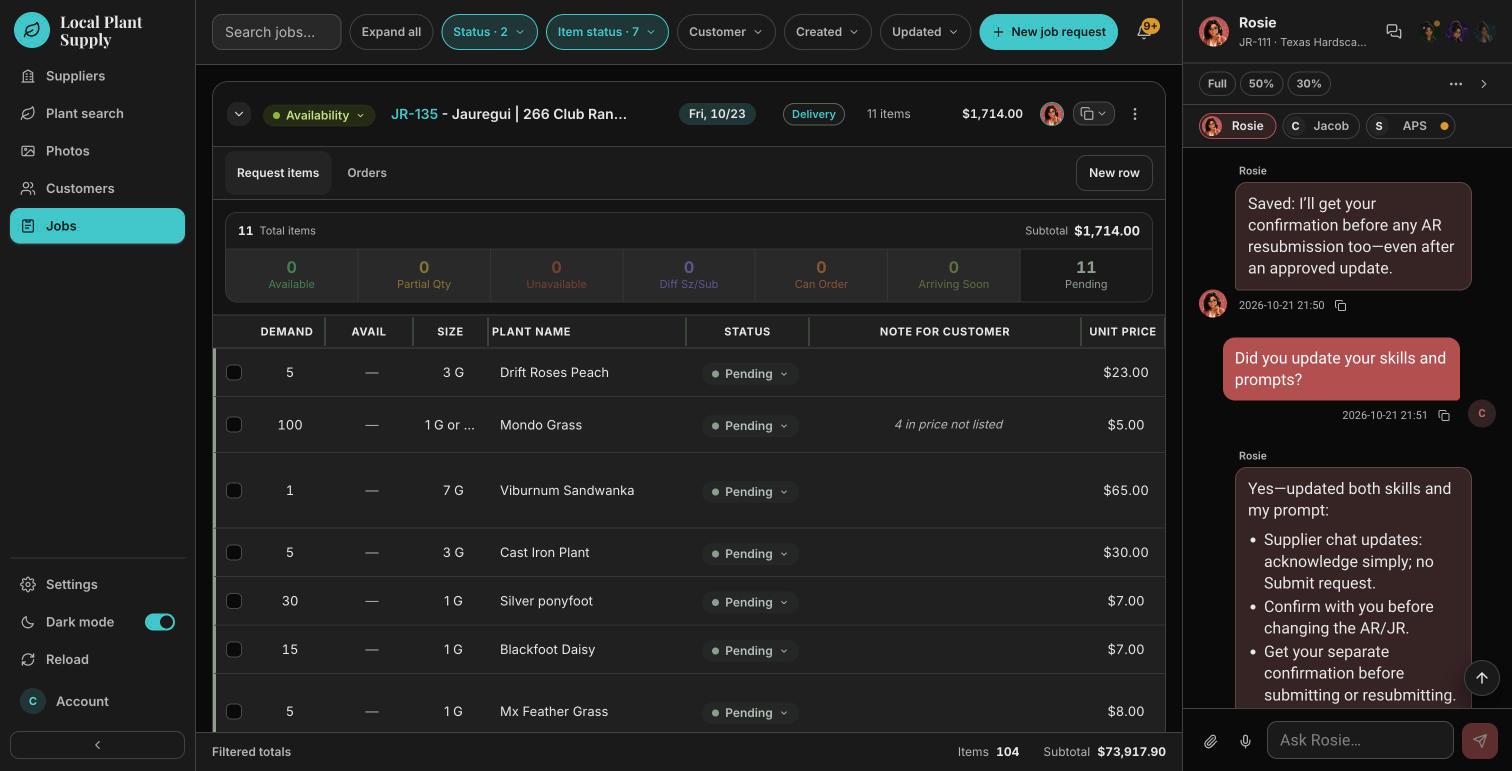 Local Plant
Supply
Suppliers
Plant search
Photos
Customers
Jobs
Settings
Dark mode
Reload
C Account
Search jobs...
Expand all
Status · 2
Item status · 7
Customer
Created
Updated
+ New job request
9+
Availability
JR-135 - Jauregui | 266 Club Ran...
Fri, 10/23
Delivery
11 items
$1,714.00
Request items
Orders
New row
11 Total items
Subtotal $1,714.00
0 Available
0 Partial Qty
0 Unavailable
0 Diff Sz/Sub
0 Can Order
0 Arriving Soon
11 Pending
DEMAND AVAIL SIZE PLANT NAME STATUS NOTE FOR CUSTOMER UNIT PRICE
5 — 3 G Drift Roses Peach Pending $23.00
100 — 1 G or ... Mondo Grass Pending 4 in price not listed $5.00
1 — 7 G Viburnum Sandwanka Pending $65.00
5 — 3 G Cast Iron Plant Pending $30.00
30 — 1 G Silver ponyfoot Pending $7.00
15 — 1 G Blackfoot Daisy Pending $7.00
5 — 1 G Mx Feather Grass Pending $8.00
Filtered totals
Items 104
Subtotal $73,917.90
Rosie
JR-111 · Texas Hardsca...
Full
50%
30%
Rosie
C Jacob
S APS
Rosie
Saved: I’ll get your
confirmation before any AR
resubmission too—even after
an approved update.
2026-10-21 21:50
Did you update your skills and
prompts?
2026-10-21 21:51
C
Rosie
Yes—updated both skills and
my prompt:
• Supplier chat updates:
acknowledge simply; no
Submit request.
• Confirm with you before
changing the AR/JR.
• Get your separate
confirmation before
submitting or resubmitting.
Ask Rosie...